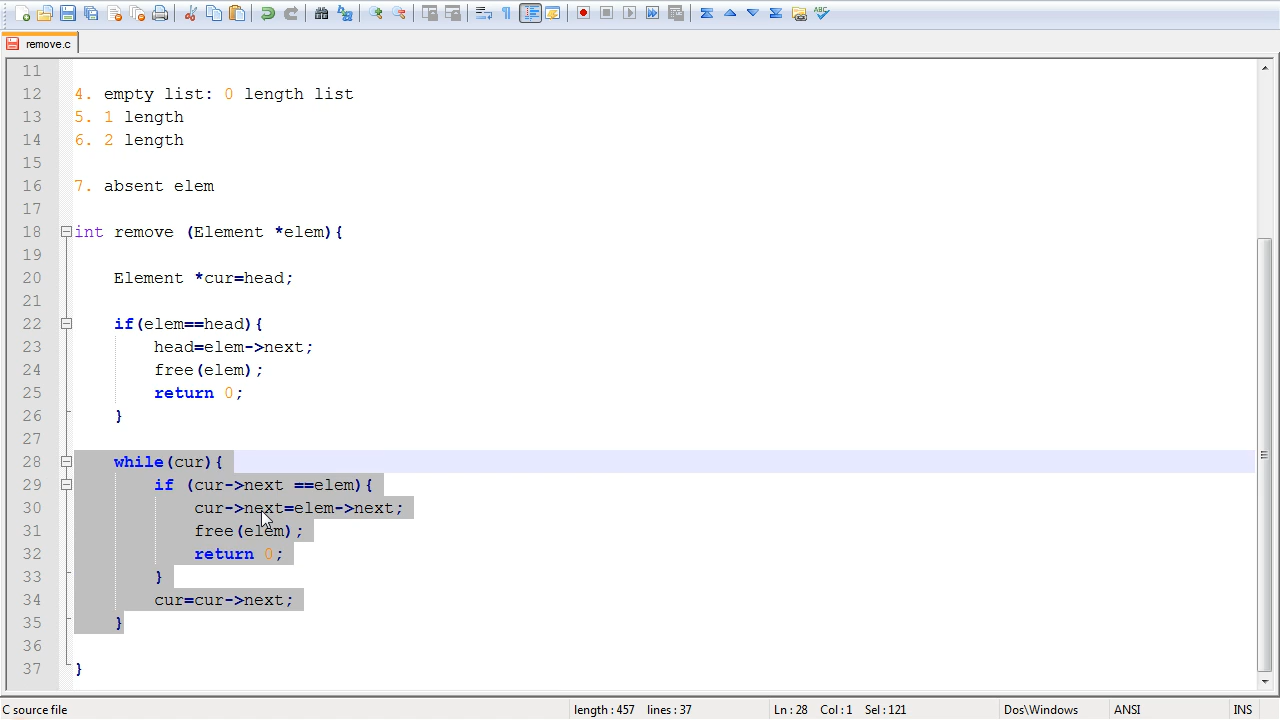 remove.c
11
12 4. empty list: 0 length list
13 5. 1 length
14 6. 2 length
15
16 7. absent elem
17
18 int remove (Element *elem){
19
20 Element *cur=head;
21
22 if(elem==head){
23 head=elem->next;
24 free(elem);
25 return 0;
26 }
27
28 while(cur){
29 if (cur->next ==elem){
30 cur->next=elem->next;
31 free(elem);
32 return 0;
33 }
34 cur=cur->next;
35 }
36
37 }
C source file length : 457 lines : 37 Ln : 28 Col : 1 Sel : 121 Dos\Windows ANSI INS